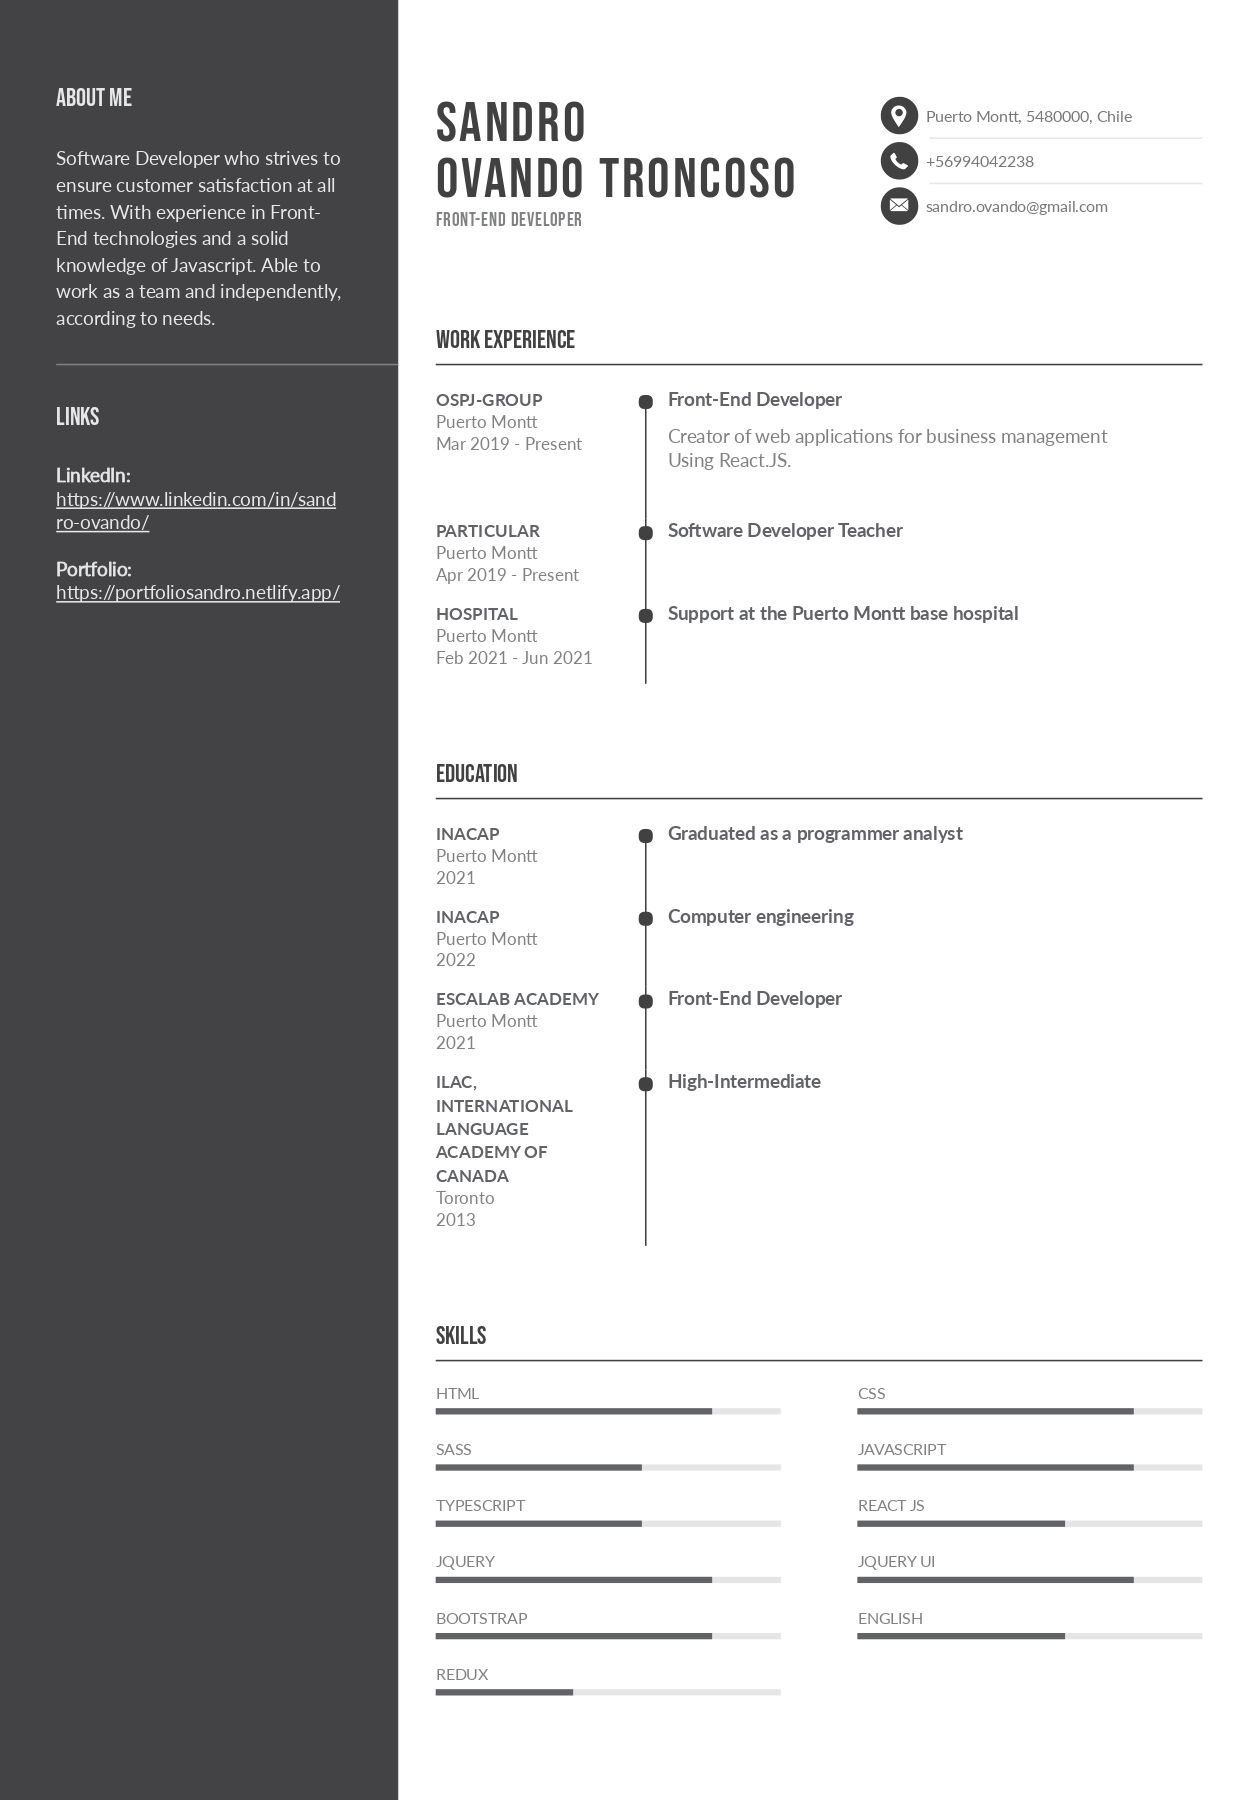 ABOUT ME
Software Developer who strives to
ensure customer satisfaction at all
times. With experience in Front-
End technologies and a solid
knowledge of Javascript. Able to
work as a team and independently,
according to needs.
LINKS
LinkedIn:
https://www.linkedin.com/in/sand
ro-ovando/
Portfolio:
https://portfoliosandro.netlify.app/
SANDRO
OVANDO TRONCOSO
FRONT-END DEVELOPER
Puerto Montt, 5480000, Chile
+56994042238
sandro.ovando@gmail.com
WORK EXPERIENCE
OSPJ-GROUP
Puerto Montt
Mar 2019 - Present
Front-End Developer
Creator of web applications for business management
Using React.JS.
PARTICULAR
Puerto Montt
Apr 2019 - Present
Software Developer Teacher
HOSPITAL
Puerto Montt
Feb 2021 - Jun 2021
Support at the Puerto Montt base hospital
EDUCATION
INACAP
Puerto Montt
2021
Graduated as a programmer analyst
INACAP
Puerto Montt
2022
Computer engineering
ESCALAB ACADEMY
Puerto Montt
2021
Front-End Developer
ILAC,
INTERNATIONAL
LANGUAGE
ACADEMY OF
CANADA
Toronto
2013
High-Intermediate
SKILLS
HTML
CSS
SASS
JAVASCRIPT
TYPESCRIPT
REACT JS
JQUERY
JQUERY UI
BOOTSTRAP
ENGLISH
REDUX